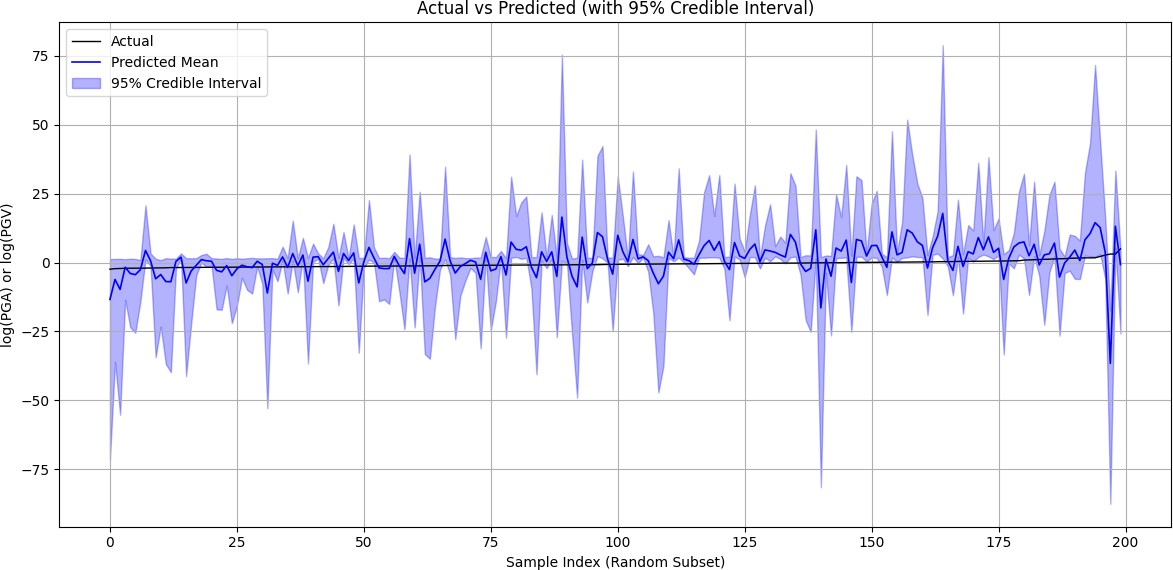 Actual vs Predicted (with 95% Credible Interval)
Actual
Predicted Mean
95% Credible Interval
log(PGA) or log(PGV)
75
50
25
0
−25
−50
−75
0 25 50 75 100 125 150 175 200
Sample Index (Random Subset)